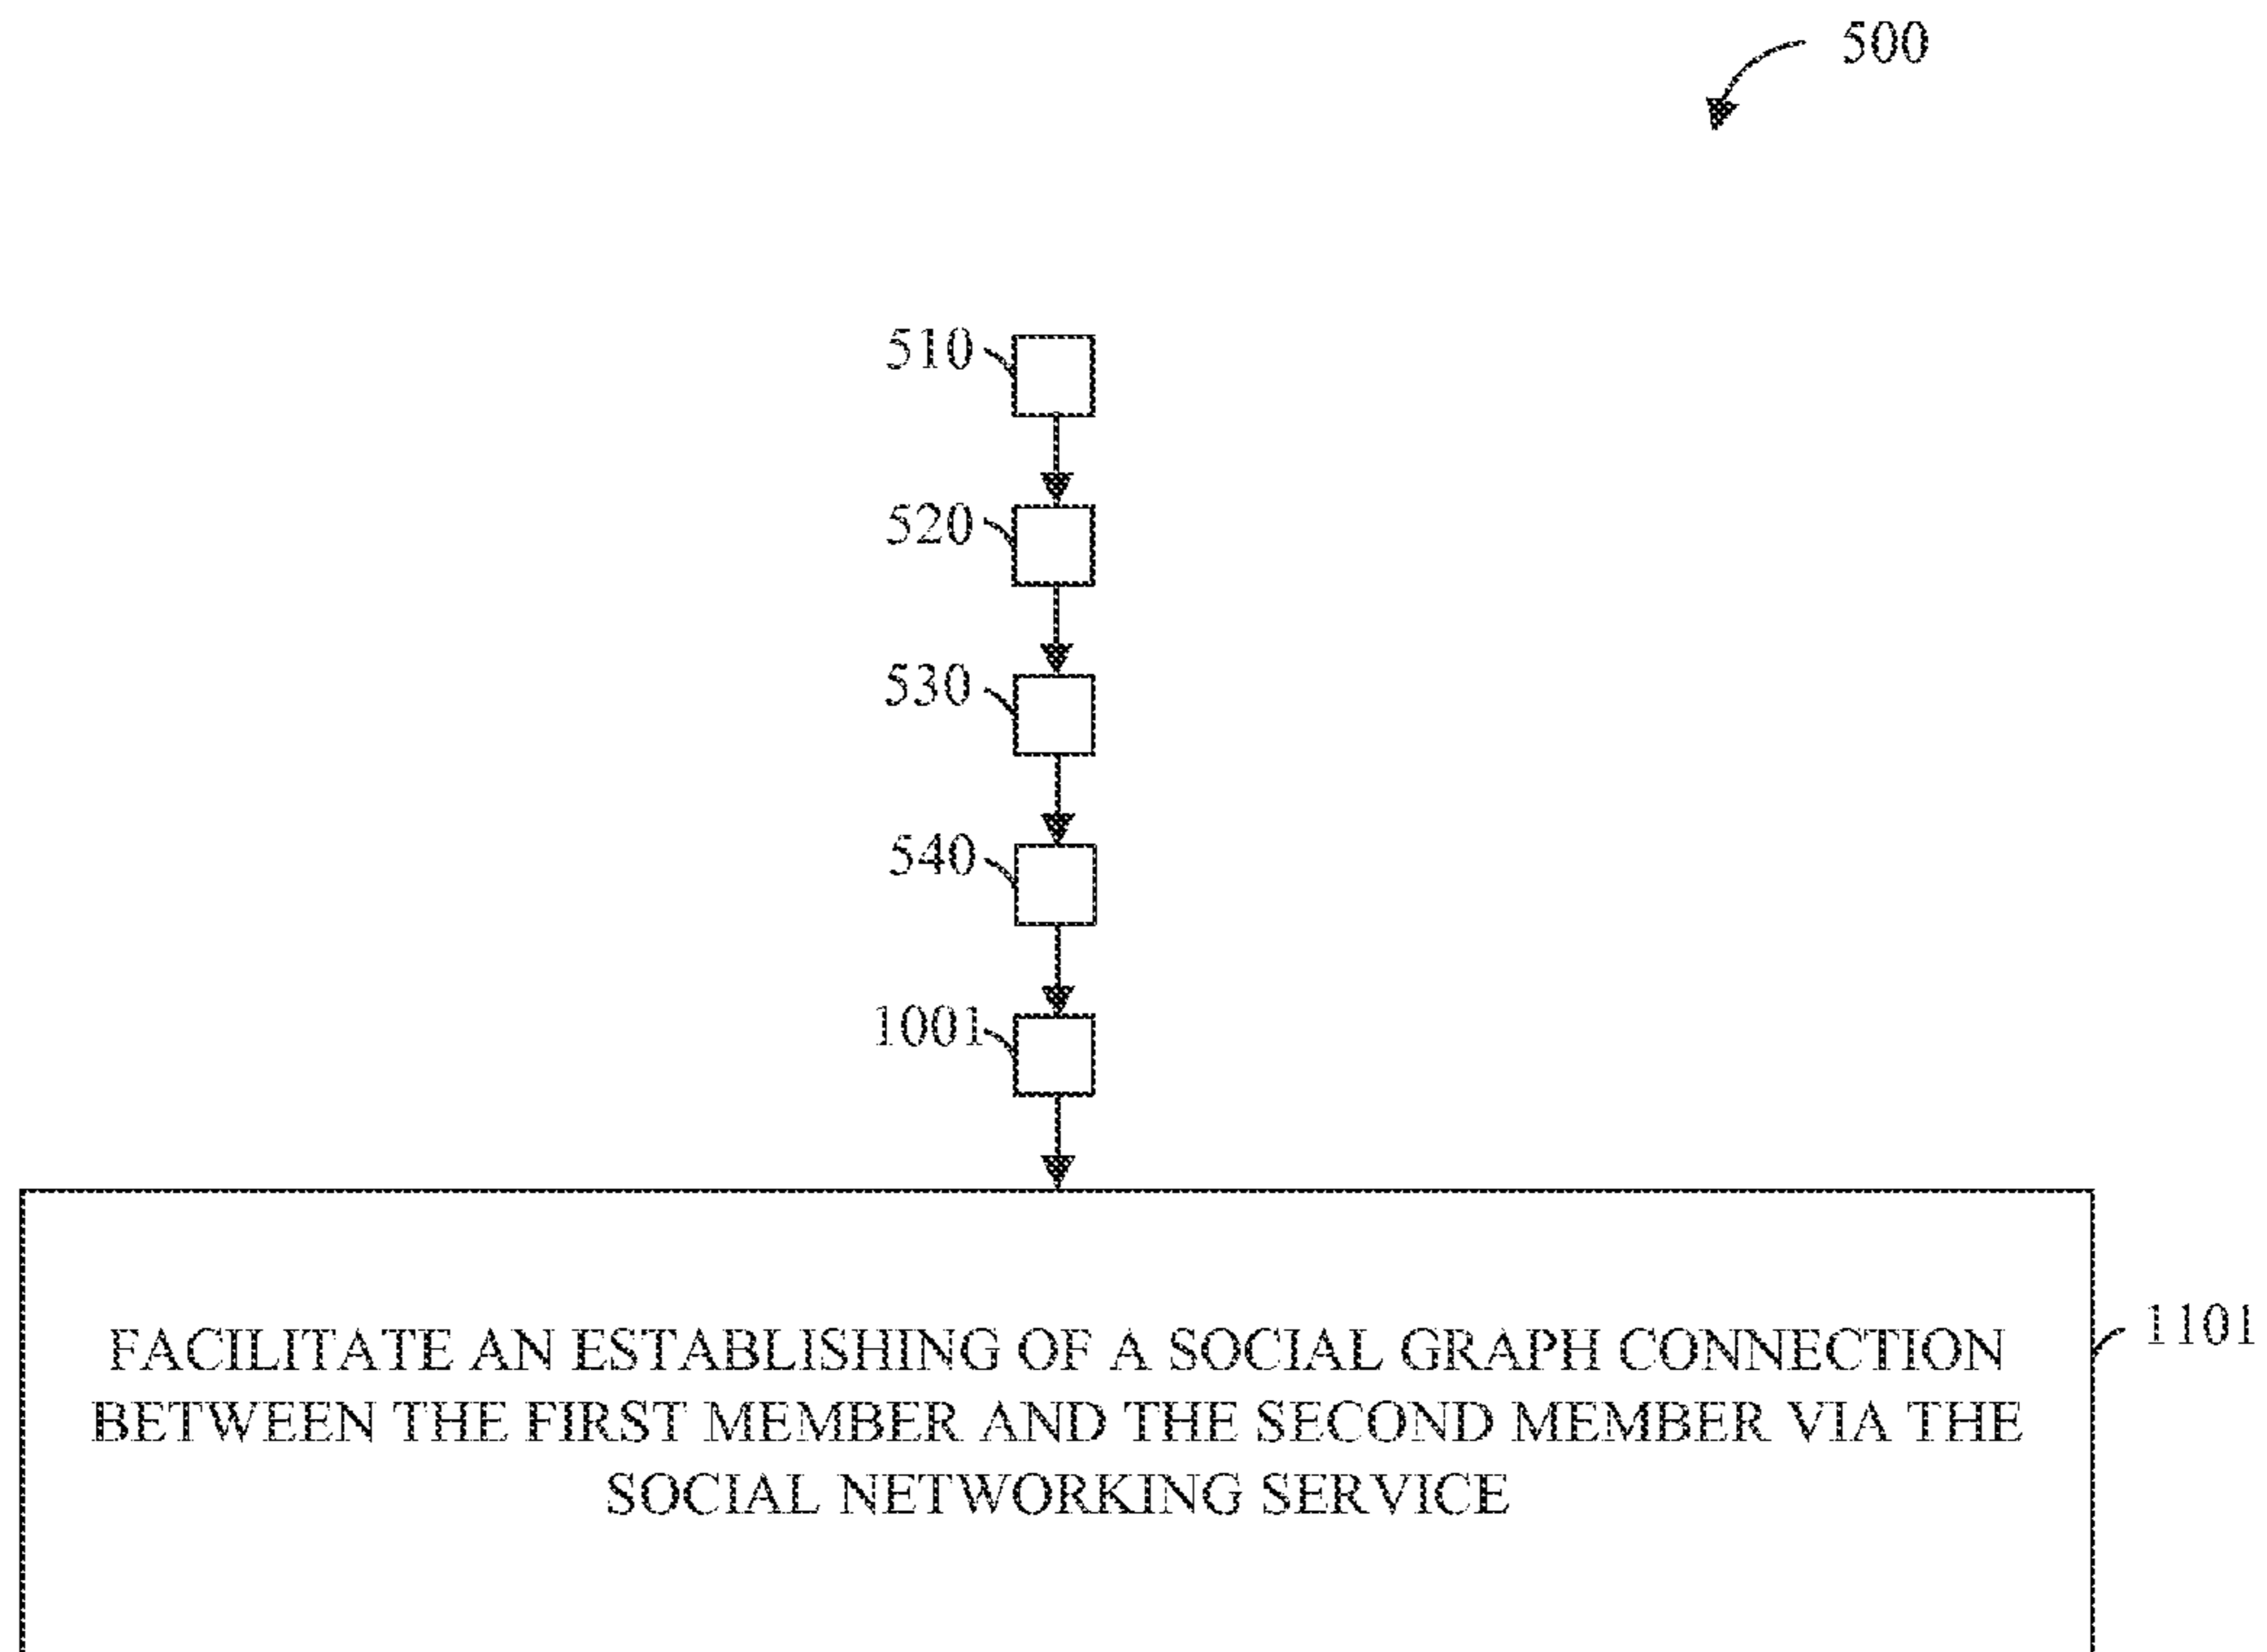 500
510
520
530
540
1001
FACILITATE AN ESTABLISHING OF A SOCIAL GRAPH CONNECTION
BETWEEN THE FIRST MEMBER AND THE SECOND MEMBER VIA THE
SOCIAL NETWORKING SERVICE
1101